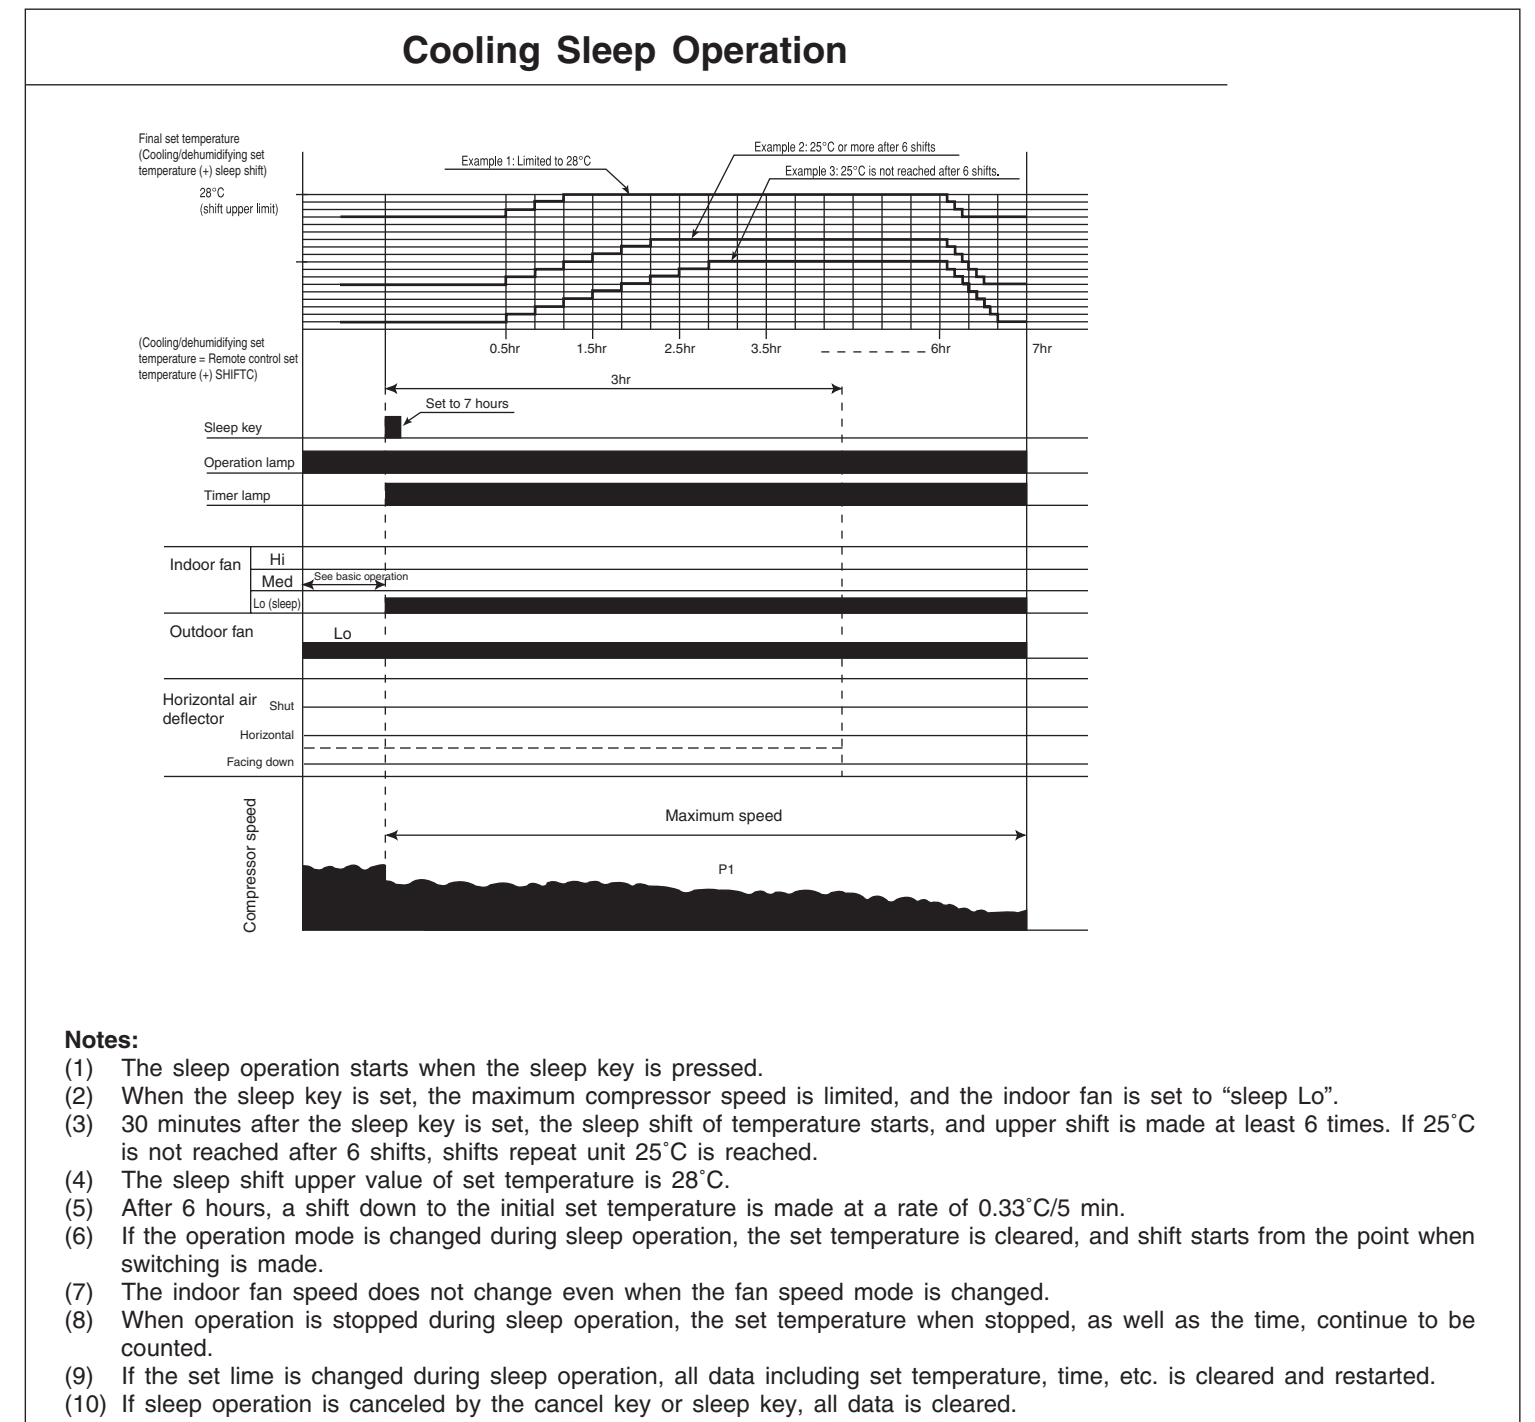 Cooling Sleep Operation
Final set temperature
(Cooling/dehumidifying set
temperature (+) sleep shift)
28°C
(shift upper limit)
Example 1: Limited to 28°C
Example 2: 25°C or more after 6 shifts
Example 3: 25°C is not reached after 6 shifts.
(Cooling/dehumidifying set
temperature = Remote control set
temperature (+) SHIFTC)
0.5hr 1.5hr 2.5hr 3.5hr 6hr 7hr
3hr
Set to 7 hours
Sleep key
Operation lamp
Timer lamp
Indoor fan
Hi
Med
See basic operation
Lo (sleep)
Outdoor fan
Lo
Horizontal air
deflector
Shut
Horizontal
Facing down
Compressor speed
Maximum speed
P1
Notes:
(1) The sleep operation starts when the sleep key is pressed.
(2) When the sleep key is set, the maximum compressor speed is limited, and the indoor fan is set to “sleep Lo”.
(3) 30 minutes after the sleep key is set, the sleep shift of temperature starts, and upper shift is made at least 6 times. If 25˚C
is not reached after 6 shifts, shifts repeat unit 25˚C is reached.
(4) The sleep shift upper value of set temperature is 28˚C.
(5) After 6 hours, a shift down to the initial set temperature is made at a rate of 0.33˚C/5 min.
(6) If the operation mode is changed during sleep operation, the set temperature is cleared, and shift starts from the point when
switching is made.
(7) The indoor fan speed does not change even when the fan speed mode is changed.
(8) When operation is stopped during sleep operation, the set temperature when stopped, as well as the time, continue to be
counted.
(9) If the set lime is changed during sleep operation, all data including set temperature, time, etc. is cleared and restarted.
(10) If sleep operation is canceled by the cancel key or sleep key, all data is cleared.